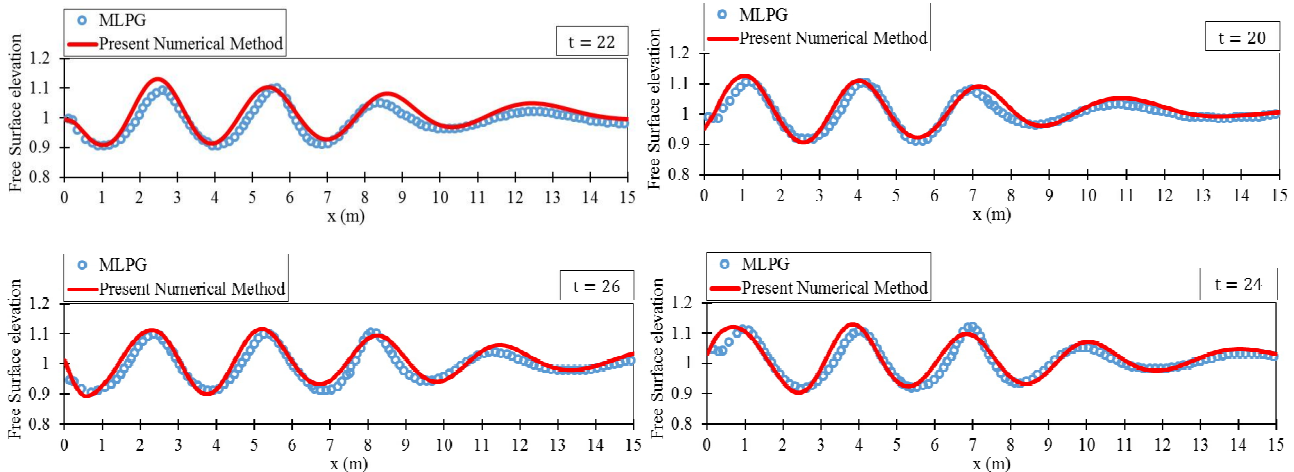 MLPG
Present Numerical Method
t = 22
Free Surface elevation
1.2
1.1
1
0.9
0.8
0 1 2 3 4 5 6 7 8 9 10 11 12 13 14 15
x (m)
MLPG
Present Numerical Method
t = 20
Free Surface elevation
1.2
1.1
1
0.9
0.8
0 1 2 3 4 5 6 7 8 9 10 11 12 13 14 15
x (m)
MLPG
Present Numerical Method
t = 26
Free Surface elevation
1.2
1.1
1
0.9
0.8
0 1 2 3 4 5 6 7 8 9 10 11 12 13 14 15
x (m)
MLPG
Present Numerical Method
t = 24
Free Surface elevation
1.2
1.1
1
0.9
0.8
0 1 2 3 4 5 6 7 8 9 10 11 12 13 14 15
x (m)